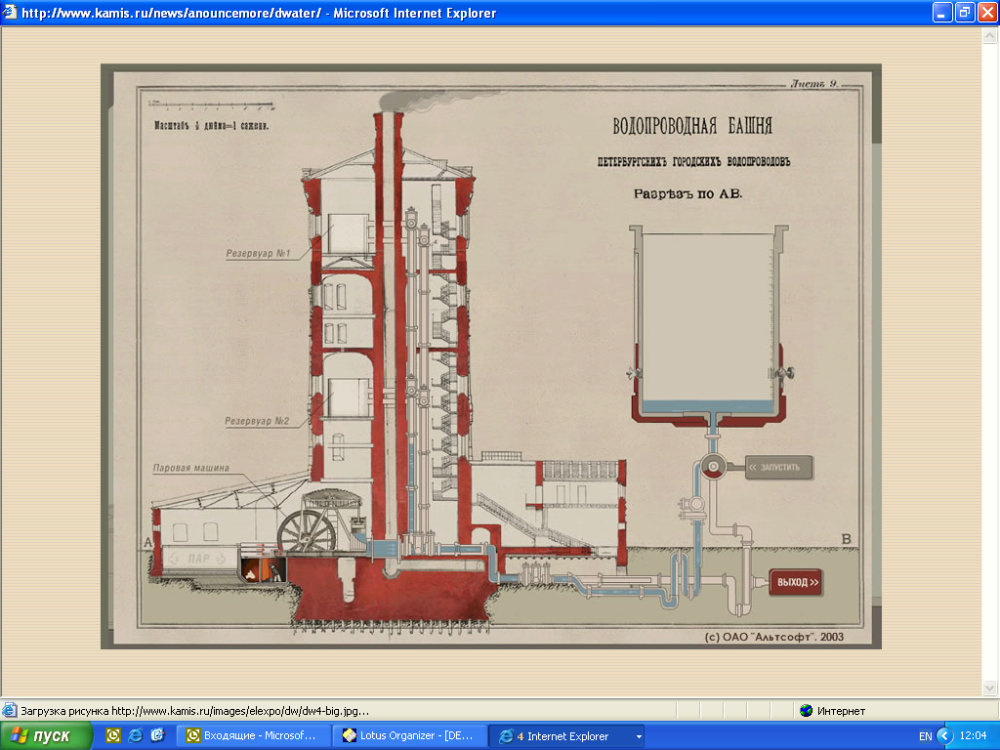 http://www.kamis.ru/news/anouncemore/dwater/ - Microsoft Internet Explorer
Листъ 9.
Масштабъ ½ дюйма=1 сажени.
ВОДОПРОВОДНАЯ БАШНЯ
ПЕТЕРБУРГСКИХЪ ГОРОДСКИХЪ ВОДОПРОВОДОВЪ
Разрѣзъ по АВ.
Резервуар №1
Резервуар №2
Паровая машина
<< ЗАПУСТИТЬ
А
В
ПАР
ВЫХОД >>
(c) ОАО "Альтсофт". 2003
Загрузка рисунка http://www.kamis.ru/images/elexpo/dw/dw4-big.jpg...
Интернет
пуск
Входящие - Microsof...
Lotus Organizer - [DE...
4 Internet Explorer
EN
12:04